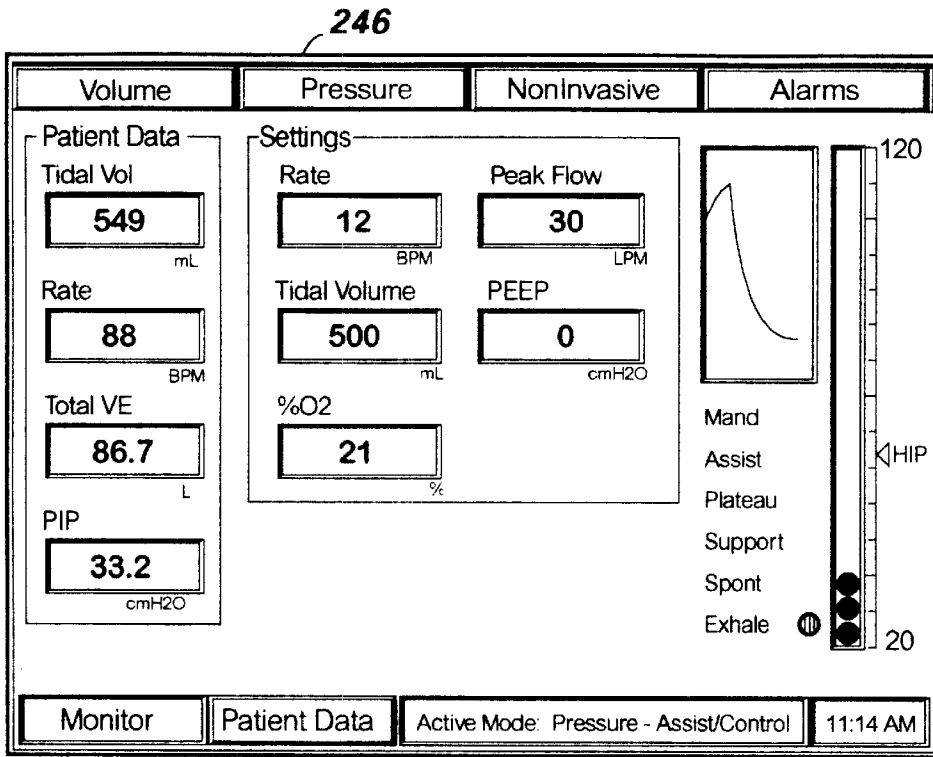 246
Volume Pressure NonInvasive Alarms
Patient Data
Tidal Vol
549
mL
Rate
88
BPM
Total VE
86.7
L
PIP
33.2
cmH2O
Settings
Rate
12
BPM
Peak Flow
30
LPM
Tidal Volume
500
mL
PEEP
0
cmH2O
%O2
21
%
120
HIP
20
Mand
Assist
Plateau
Support
Spont
Exhale
Monitor Patient Data Active Mode: Pressure - Assist/Control 11:14 AM